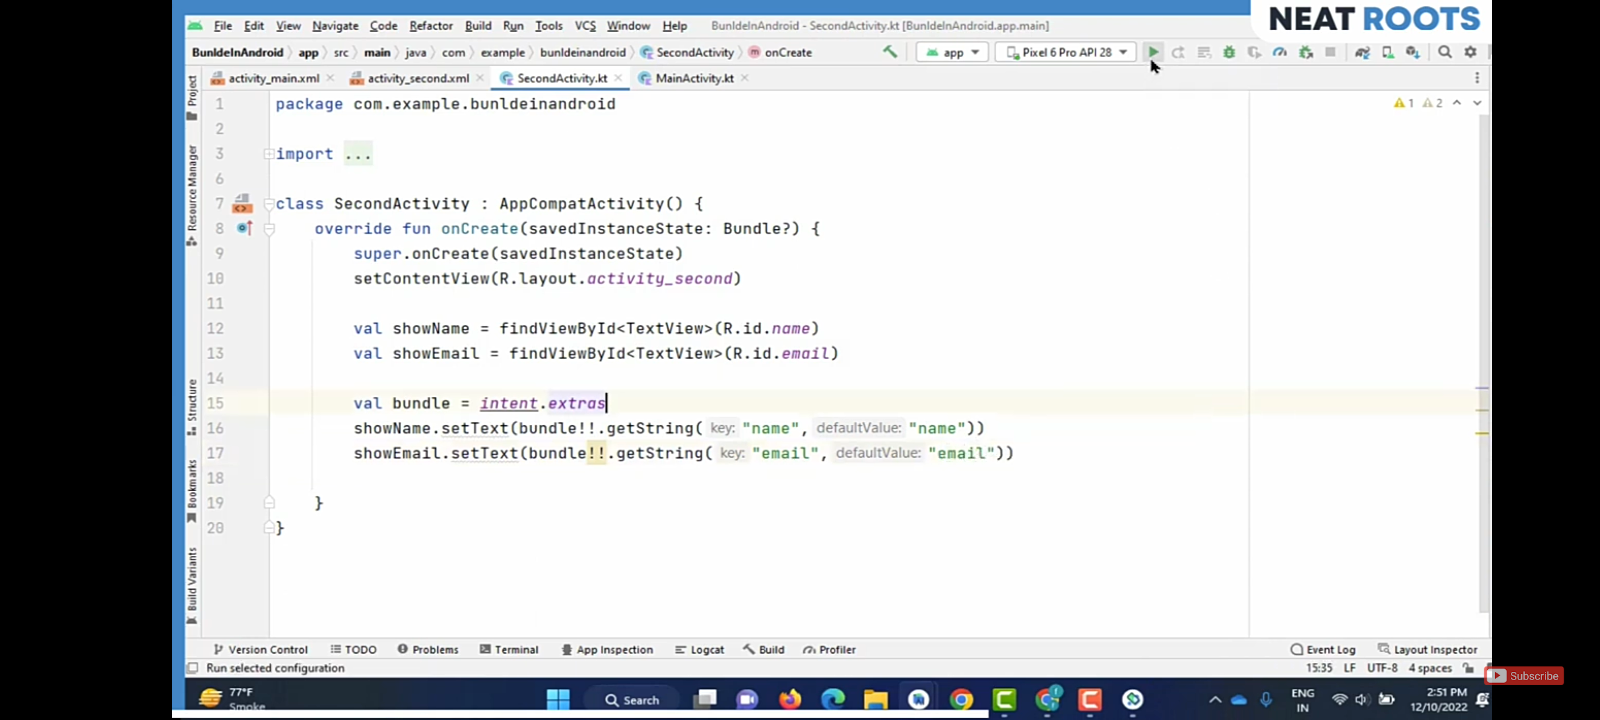 NEAT ROOTS
File Edit View Navigate Code Refactor Build Run Tools VCS Window Help BunldeInAndroid - SecondActivity.kt [BunldeInAndroid.app.main]
BunldeInAndroid app src main java com example bunldeinandroid SecondActivity onCreate app Pixel 6 Pro API 28
activity_main.xml activity_second.xml SecondActivity.kt MainActivity.kt
Project
Resource Manager
Structure
Bookmarks
Build Variants
1 package com.example.bunldeinandroid 1 2
2
3 import ...
6
7 class SecondActivity : AppCompatActivity() {
8 override fun onCreate(savedInstanceState: Bundle?) {
9 super.onCreate(savedInstanceState)
10 setContentView(R.layout.activity_second)
11
12 val showName = findViewById<TextView>(R.id.name)
13 val showEmail = findViewById<TextView>(R.id.email)
14
15 val bundle = intent.extras
16 showName.setText(bundle!!.getString( key: "name", defaultValue: "name"))
17 showEmail.setText(bundle!!.getString( key: "email", defaultValue: "email"))
18
19 }
20 }
Version Control TODO Problems Terminal App Inspection Logcat Build Profiler Event Log Layout Inspector
Run selected configuration 15:35 LF UTF-8 4 spaces
Subscribe
77°F
Smoke
Search
ENG
IN
2:51 PM
12/10/2022